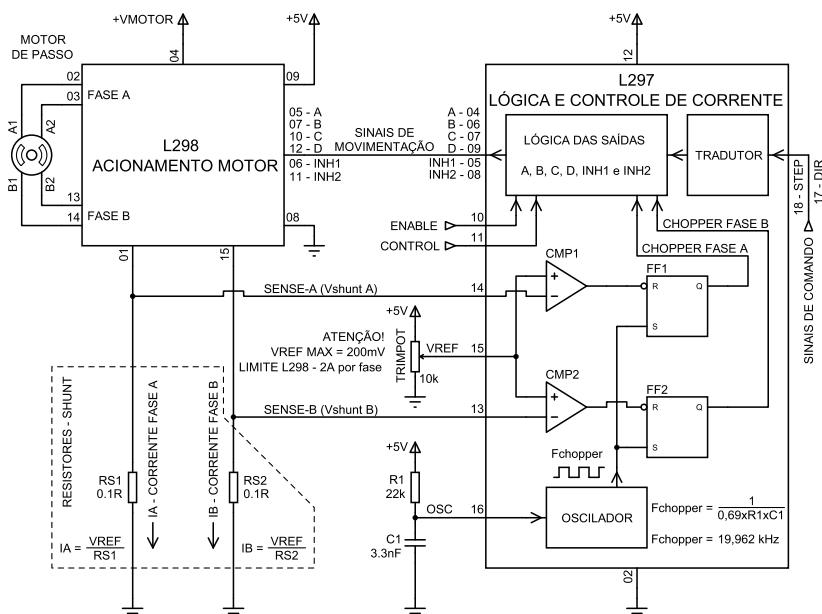 +VMOTOR
04
+5V
+5V
12
MOTOR
DE PASSO
02
03
FASE A
A1
A2
B1
B2
13
14
FASE B
09
L298
ACIONAMENTO MOTOR
05 - A
07 - B
10 - C
12 - D
06 - INH1
11 - INH2
08
01
15
SINAIS DE
MOVIMENTAÇÃO
A - 04
B - 06
C - 07
D - 09
INH1 - 05
INH2 - 08
L297
LÓGICA E CONTROLE DE CORRENTE
LÓGICA DAS SAÍDAS
A, B, C, D, INH1 e INH2
TRADUTOR
18 - STEP
17 - DIR
SINAIS DE COMANDO
ENABLE
10
CONTROL
11
CHOPPER FASE B
CHOPPER FASE A
CMP1
+
−
FF1
R
Q
S
SENSE-A (Vshunt A)
14
+5V
ATENÇÃO!
VREF MAX = 200mV
LIMITE L298 - 2A por fase
TRIMPOT
10k
VREF
15
CMP2
+
−
FF2
R
Q
S
SENSE-B (Vshunt B)
13
RESISTORES - SHUNT
RS1
0.1R
IA - CORRENTE FASE A
IB - CORRENTE FASE B
RS2
0.1R
IA = VREF
RS1
IB = VREF
RS2
+5V
R1
22k
OSC
16
C1
3.3nF
Fchopper
OSCILADOR
Fchopper = 1
0,69xR1xC1
Fchopper = 19,962 kHz
02